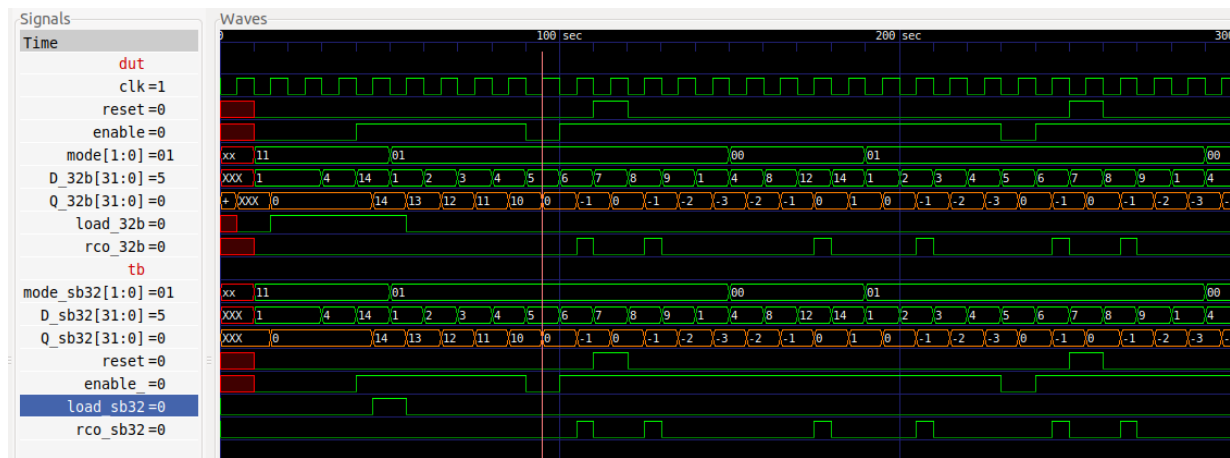 Signals
Waves
Time
0 100 sec 200 sec 300
dut
clk=1
reset=0
enable=0
mode[1:0]=01 xx 11 01 00 01 00
D_32b[31:0]=5 XXX 1 4 14 1 2 3 4 5 6 7 8 9 1 4 8 12 14 1 2 3 4 5 6 7 8 9 1 4
Q_32b[31:0]=0 + XXX 0 14 13 12 11 10 0 -1 0 -1 -2 -3 -2 -1 0 1 0 -1 -2 -3 0 -1 0 -1 -2 -3 -
load_32b=0
rco_32b=0
tb
mode_sb32[1:0]=01 xx 11 01 00 01 00
D_sb32[31:0]=5 XXX 1 4 14 1 2 3 4 5 6 7 8 9 1 4 8 12 14 1 2 3 4 5 6 7 8 9 1 4
Q_sb32[31:0]=0 XXX 0 14 13 12 11 10 0 -1 0 -1 -2 -3 -2 -1 0 1 0 -1 -2 -3 0 -1 0 -1 -2 -3 -
reset=0
enable_=0
load_sb32=0
rco_sb32=0